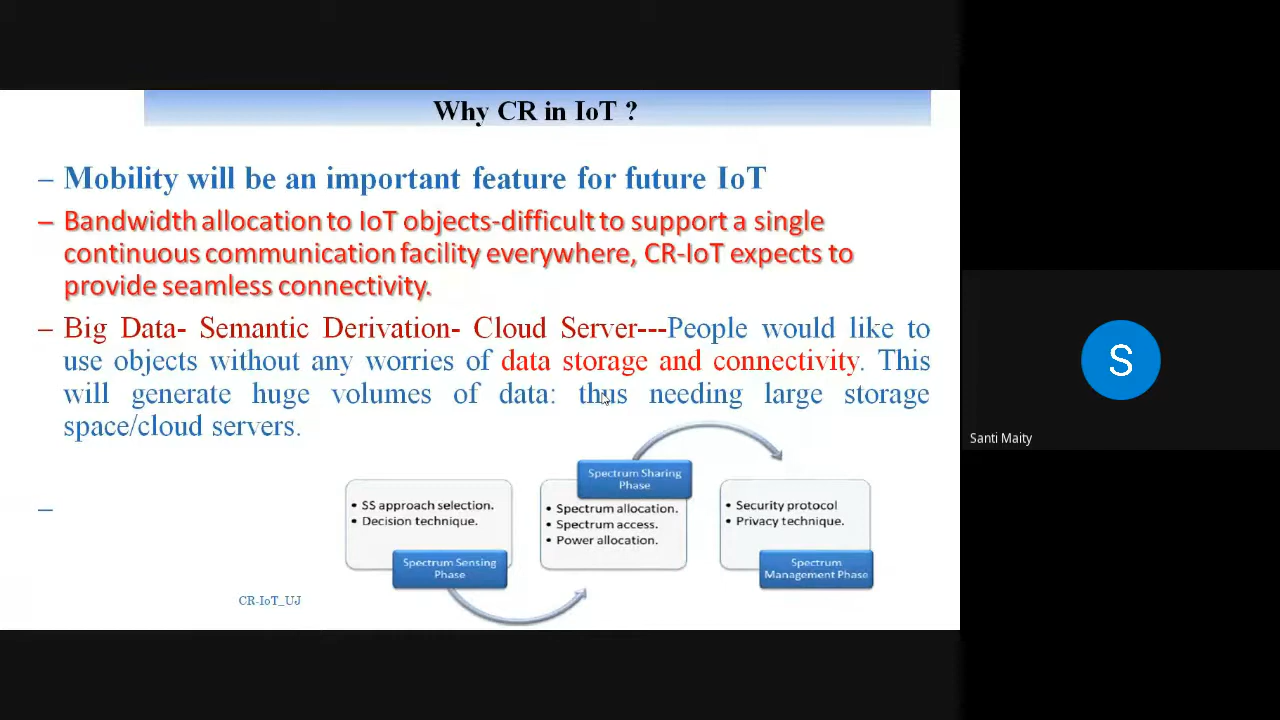 Why CR in IoT ?
– Mobility will be an important feature for future IoT
– Bandwidth allocation to IoT objects-difficult to support a single
continuous communication facility everywhere, CR-IoT expects to
provide seamless connectivity.
– Big Data- Semantic Derivation- Cloud Server---People would like to
use objects without any worries of data storage and connectivity. This
will generate huge volumes of data: thus needing large storage
space/cloud servers.
–
• SS approach selection.
• Decision technique.
Spectrum Sensing
Phase
Spectrum Sharing
Phase
• Spectrum allocation.
• Spectrum access.
• Power allocation.
• Security protocol
• Privacy technique.
Spectrum
Management Phase
CR-IoT_UJ
S
Santi Maity